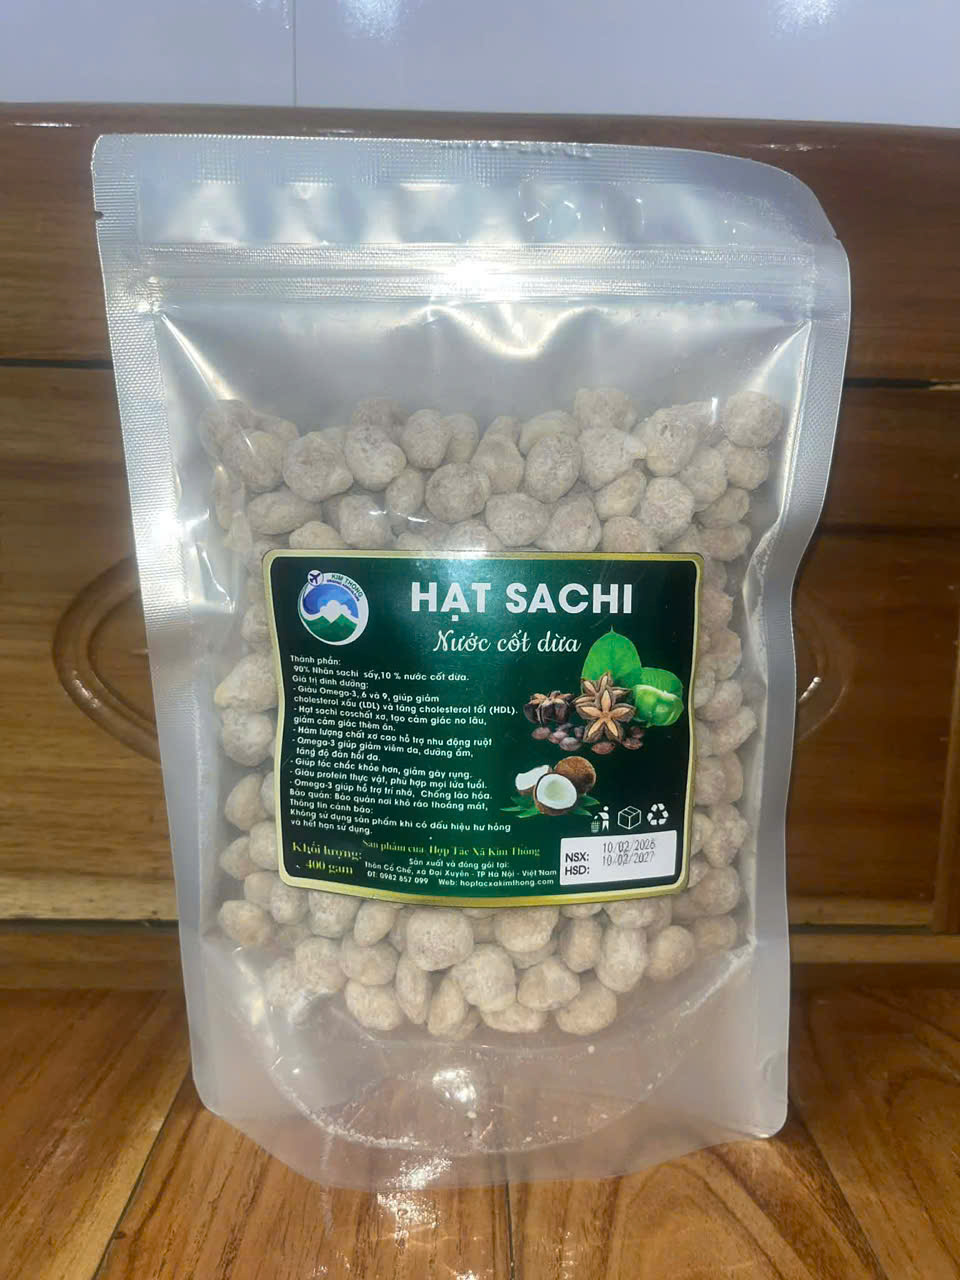 KIM THÔNG
HẠT SACHI
Nước cốt dừa
Thành phần:
90% Nhân sachi sấy,10 % nước cốt dừa.
Giá trị dinh dưỡng:
- Giàu Omega-3, 6 và 9, giúp giảm
cholesterol xấu (LDL) và tăng cholesterol tốt (HDL).
- Hạt sachi coschất xơ, tạo cảm giác no lâu,
giảm cảm giác thèm ăn.
- Hàm lượng chất xơ cao hỗ trợ nhu động ruột
- Omega-3 giúp giảm viêm da, dưỡng ẩm,
tăng độ đàn hồi da.
- Giúp tóc chắc khỏe hơn, giảm gãy rụng.
- Giàu protein thực vật, phù hợp mọi lứa tuổi.
- Omega-3 giúp hỗ trợ trí nhớ, Chống lão hóa.
Bảo quản: Bảo quản nơi khô ráo thoáng mát,
Thông tin cảnh báo:
Không sử dụng sản phẩm khi có dấu hiệu hư hỏng
và hết hạn sử dụng.
Khối lượng:
400 gam
Sản phẩm của: Hợp Tác Xã Kim Thông
Sản xuất và đóng gói tại:
Thôn Cổ Chế, xã Đại Xuyên - TP Hà Nội - Việt Nam
ĐT: 0982 857 099 Web: hoptacxakimthong.com
NSX: 10/02/2026
HSD: 10/02/2027